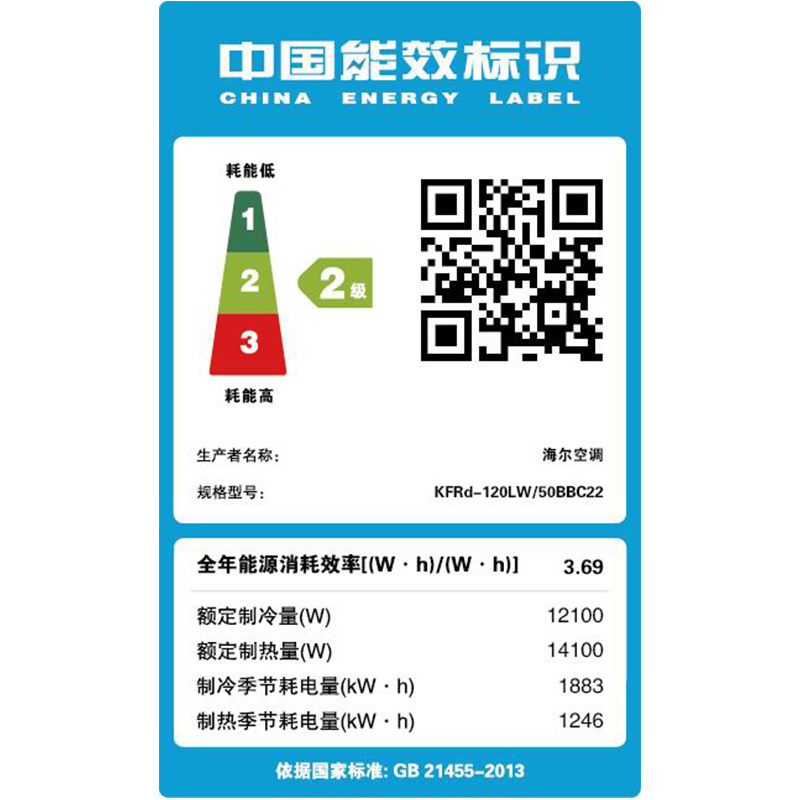 中国能效标识
CHINA ENERGY LABEL
耗能低
1
2
2级
3
耗能高
生产者名称： 海尔空调
规格型号： KFRd-120LW/50BBC22
全年能源消耗效率[(W·h)/(W·h)] 3.69
额定制冷量(W) 12100
额定制热量(W) 14100
制冷季节耗电量(kW·h) 1883
制热季节耗电量(kW·h) 1246
依据国家标准: GB 21455-2013